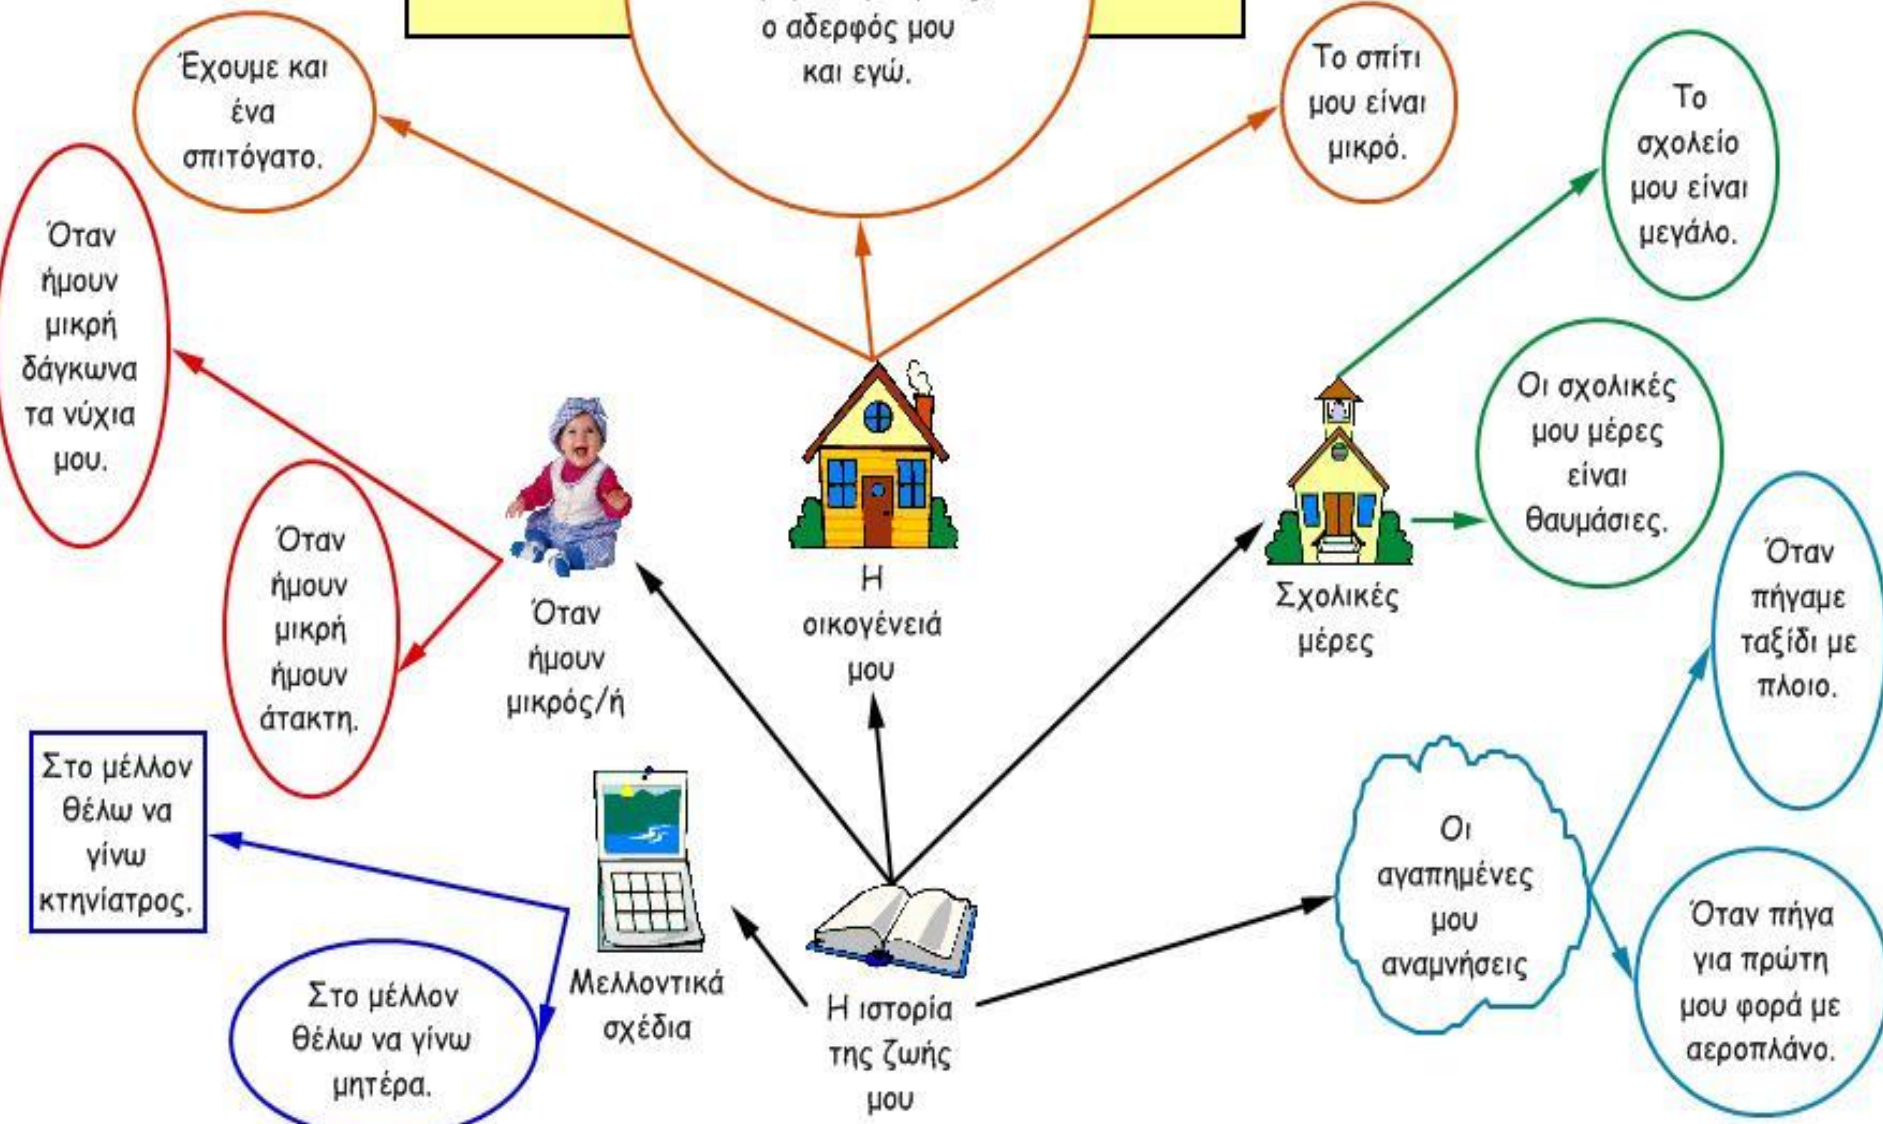 ο αδερφός μου
και εγώ.
Έχουμε και
ένα
σπιτόγατο.
Το σπίτι
μου είναι
μικρό.
Το
σχολείο
μου είναι
μεγάλο.
Όταν
ήμουν
μικρή
δάγκωνα
τα νύχια
μου.
Οι σχολικές
μου μέρες
είναι
θαυμάσιες.
Όταν
ήμουν
μικρή
ήμουν
άτακτη.
Όταν
ήμουν
μικρός/ή
Η
οικογένειά
μου
Σχολικές
μέρες
Όταν
πήγαμε
ταξίδι με
πλοιο.
Στο μέλλον
θέλω να
γίνω
κτηνίατρος.
Οι
αγαπημένες
μου
αναμνήσεις
Όταν πήγα
για πρώτη
μου φορά με
αεροπλάνο.
Στο μέλλον
θέλω να γίνω
μητέρα.
Μελλοντικά
σχέδια
Η ιστορία
της ζωής
μου